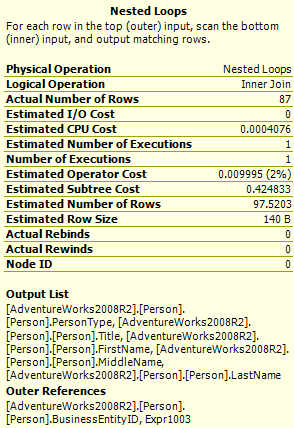 Nested Loops
For each row in the top (outer) input, scan the bottom
(inner) input, and output matching rows.
Physical Operation Nested Loops
Logical Operation Inner Join
Actual Number of Rows 87
Estimated I/O Cost 0
Estimated CPU Cost 0.0004076
Estimated Number of Executions 1
Number of Executions 1
Estimated Operator Cost 0.009995 (2%)
Estimated Subtree Cost 0.424833
Estimated Number of Rows 97.5203
Estimated Row Size 140 B
Actual Rebinds 0
Actual Rewinds 0
Node ID 0
Output List
[AdventureWorks2008R2].[Person].
[Person].PersonType, [AdventureWorks2008R2].
[Person].[Person].Title, [AdventureWorks2008R2].
[Person].[Person].FirstName, [AdventureWorks2008R2].
[Person].[Person].MiddleName,
[AdventureWorks2008R2].[Person].[Person].LastName
Outer References
[AdventureWorks2008R2].[Person].
[Person].BusinessEntityID, Expr1003